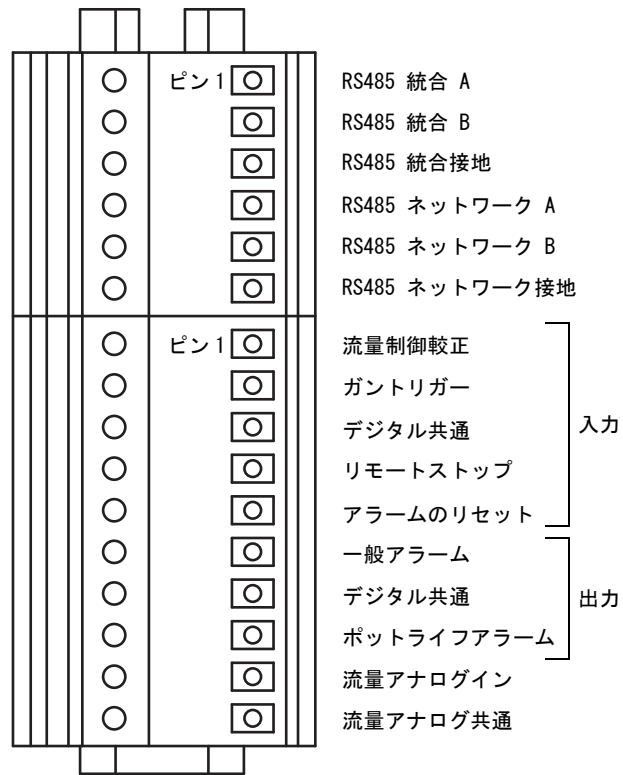 ピン1 RS485 統合 A
RS485 統合 B
RS485 統合接地
RS485 ネットワーク A
RS485 ネットワーク B
RS485 ネットワーク接地
ピン1 流量制御較正
ガントリガー
デジタル共通
リモートストップ
アラームのリセット
入力
一般アラーム
デジタル共通
ポットライフアラーム
出力
流量アナログイン
流量アナログ共通